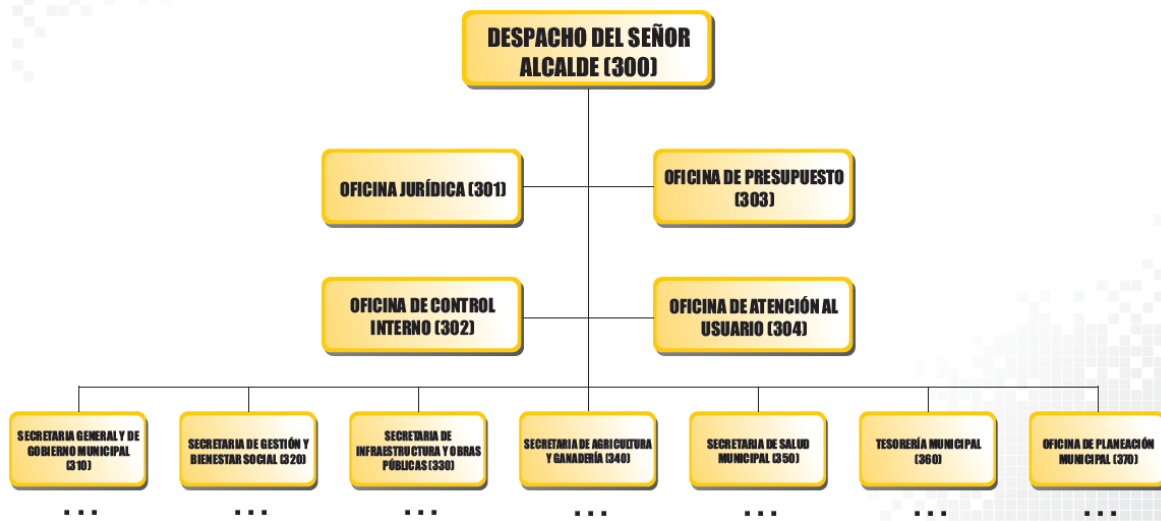 DESPACHO DEL SEÑOR
ALCALDE (300)
OFICINA JURÍDICA (301)
OFICINA DE PRESUPUESTO
(303)
OFICINA DE CONTROL
INTERNO (302)
OFICINA DE ATENCIÓN AL
USUARIO (304)
SECRETARIA GENERAL Y DE
GOBIERNO MUNICIPAL
(310)
SECRETARIA DE GESTIÓN Y
BIENESTAR SOCIAL (320)
SECRETARIA DE
INFRAESTRUCTURA Y OBRAS
PÚBLICAS (330)
SECRETARIA DE AGRICULTURA
Y GANADERÍA (340)
SECRETARIA DE SALUD
MUNICIPAL (350)
TESORERÍA MUNICIPAL
(360)
OFICINA DE PLANEACIÓN
MUNICIPAL (370)
... ... ... ... ... ... ...